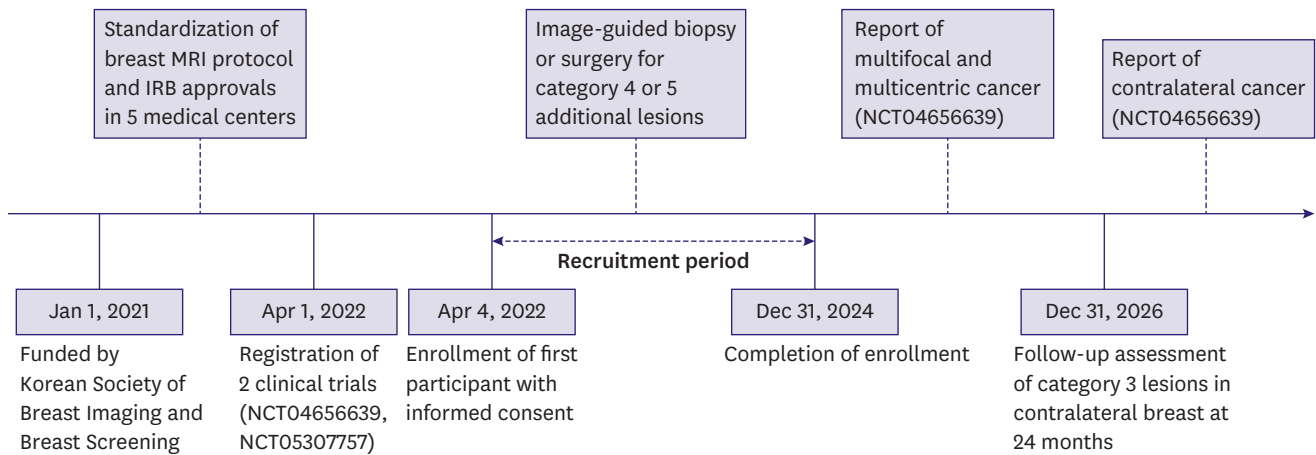 Standardization of
breast MRI protocol
and IRB approvals
in 5 medical centers
Image-guided biopsy
or surgery for
category 4 or 5
additional lesions
Report of
multifocal and
multicentric cancer
(NCT04656639)
Report of
contralateral cancer
(NCT04656639)
Recruitment period
Jan 1, 2021
Funded by
Korean Society of
Breast Imaging and
Breast Screening
Apr 1, 2022
Registration of
2 clinical trials
(NCT04656639,
NCT05307757)
Apr 4, 2022
Enrollment of first
participant with
informed consent
Dec 31, 2024
Completion of enrollment
Dec 31, 2026
Follow-up assessment
of category 3 lesions in
contralateral breast at
24 months